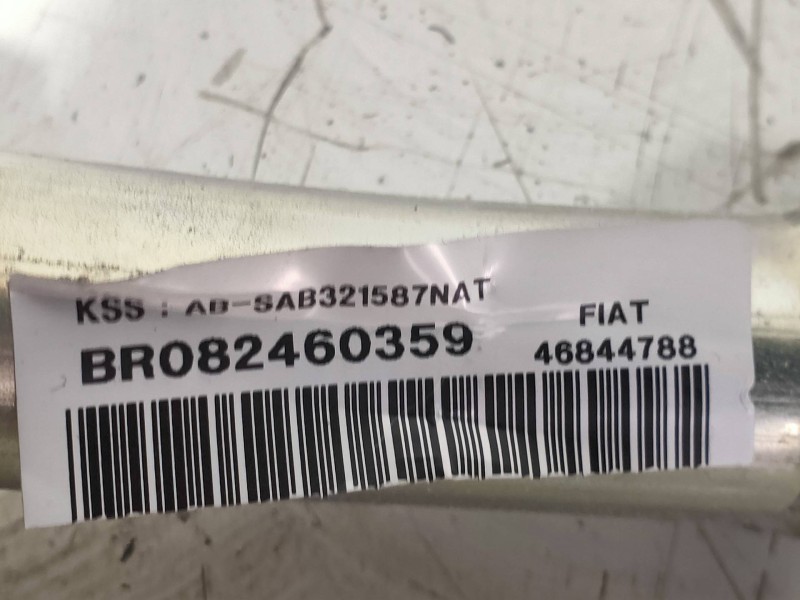 KSS : AB-SAB321587NAT
BR082460359
FIAT
46844788